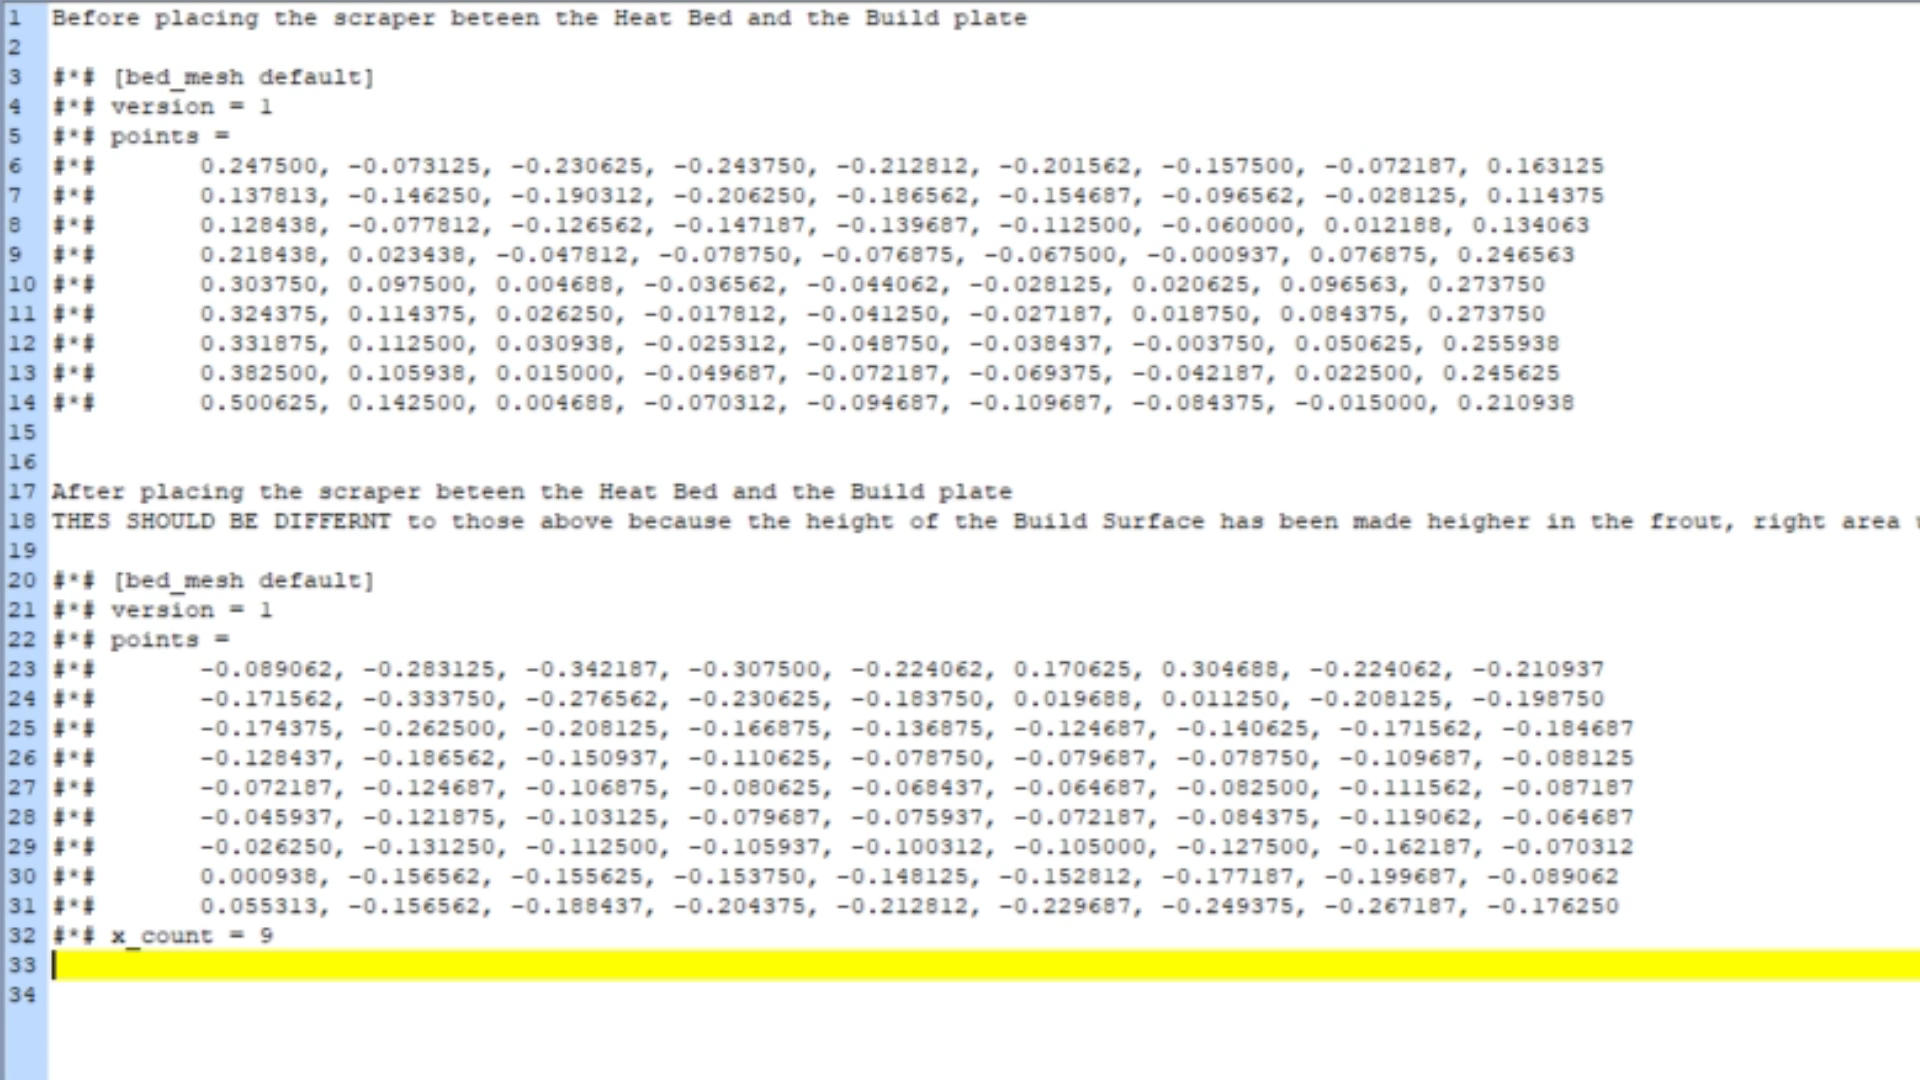 1 Before placing the scraper beteen the Heat Bed and the Build plate
2
3 #*# [bed_mesh default]
4 #*# version = 1
5 #*# points =
6 #*# 0.247500, -0.073125, -0.230625, -0.243750, -0.212812, -0.201562, -0.157500, -0.072187, 0.163125
7 #*# 0.137813, -0.146250, -0.190312, -0.206250, -0.186562, -0.154687, -0.096562, -0.028125, 0.114375
8 #*# 0.128438, -0.077812, -0.126562, -0.147187, -0.139687, -0.112500, -0.060000, 0.012188, 0.134063
9 #*# 0.218438, 0.023438, -0.047812, -0.078750, -0.076875, -0.067500, -0.000937, 0.076875, 0.246563
10 #*# 0.303750, 0.097500, 0.004688, -0.036562, -0.044062, -0.028125, 0.020625, 0.096563, 0.273750
11 #*# 0.324375, 0.114375, 0.026250, -0.017812, -0.041250, -0.027187, 0.018750, 0.084375, 0.273750
12 #*# 0.331875, 0.112500, 0.030938, -0.025312, -0.048750, -0.038437, -0.003750, 0.050625, 0.255938
13 #*# 0.382500, 0.105938, 0.015000, -0.049687, -0.072187, -0.069375, -0.042187, 0.022500, 0.245625
14 #*# 0.500625, 0.142500, 0.004688, -0.070312, -0.094687, -0.109687, -0.084375, -0.015000, 0.210938
15
16
17 After placing the scraper beteen the Heat Bed and the Build plate
18 THES SHOULD BE DIFFERNT to those above because the height of the Build Surface has been made heigher in the frout, right area
19
20 #*# [bed_mesh default]
21 #*# version = 1
22 #*# points =
23 #*# -0.089062, -0.283125, -0.342187, -0.307500, -0.224062, 0.170625, 0.304688, -0.224062, -0.210937
24 #*# -0.171562, -0.333750, -0.276562, -0.230625, -0.183750, 0.019688, 0.011250, -0.208125, -0.198750
25 #*# -0.174375, -0.262500, -0.208125, -0.166875, -0.136875, -0.124687, -0.140625, -0.171562, -0.184687
26 #*# -0.128437, -0.186562, -0.150937, -0.110625, -0.078750, -0.079687, -0.078750, -0.109687, -0.088125
27 #*# -0.072187, -0.124687, -0.106875, -0.080625, -0.068437, -0.064687, -0.082500, -0.111562, -0.087187
28 #*# -0.045937, -0.121875, -0.103125, -0.079687, -0.075937, -0.072187, -0.084375, -0.119062, -0.064687
29 #*# -0.026250, -0.131250, -0.112500, -0.105937, -0.100312, -0.105000, -0.127500, -0.162187, -0.070312
30 #*# 0.000938, -0.156562, -0.155625, -0.153750, -0.148125, -0.152812, -0.177187, -0.199687, -0.089062
31 #*# 0.055313, -0.156562, -0.188437, -0.204375, -0.212812, -0.229687, -0.249375, -0.267187, -0.176250
32 #*# x_count = 9
33
34